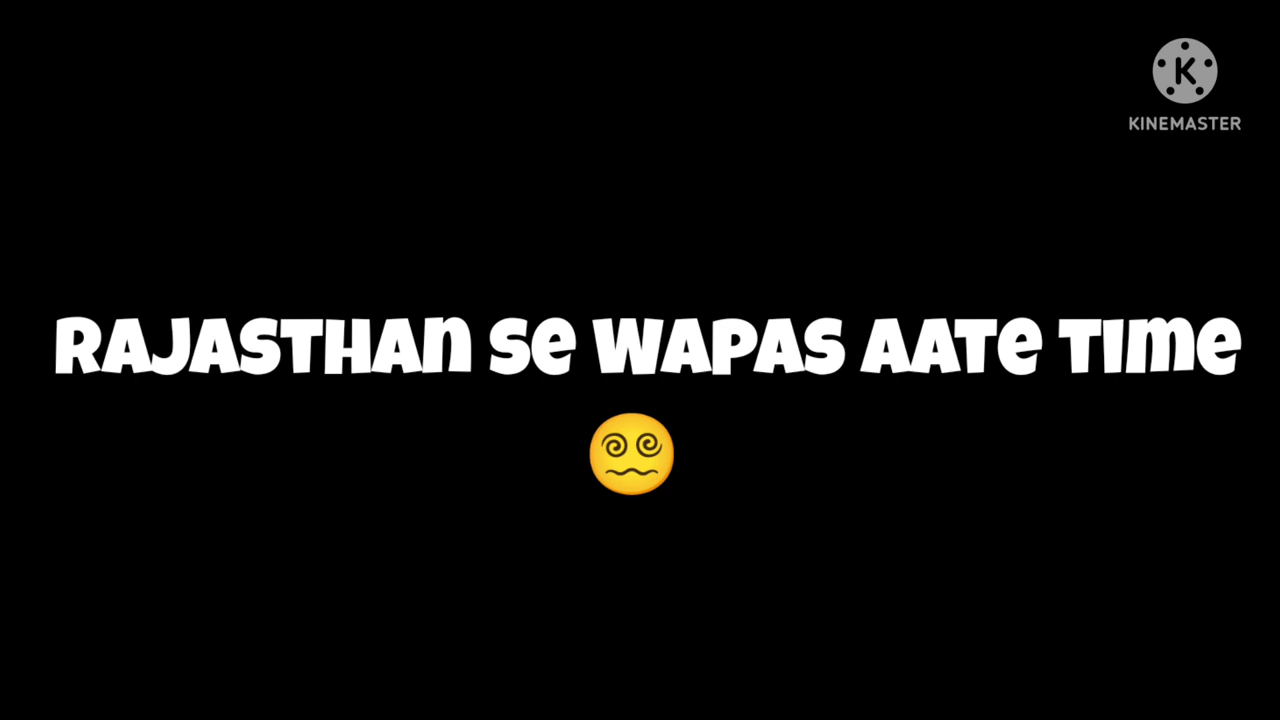 K
KINEMASTER
RAJASTHAN SE WAPAS AATE TIME
😵‍💫